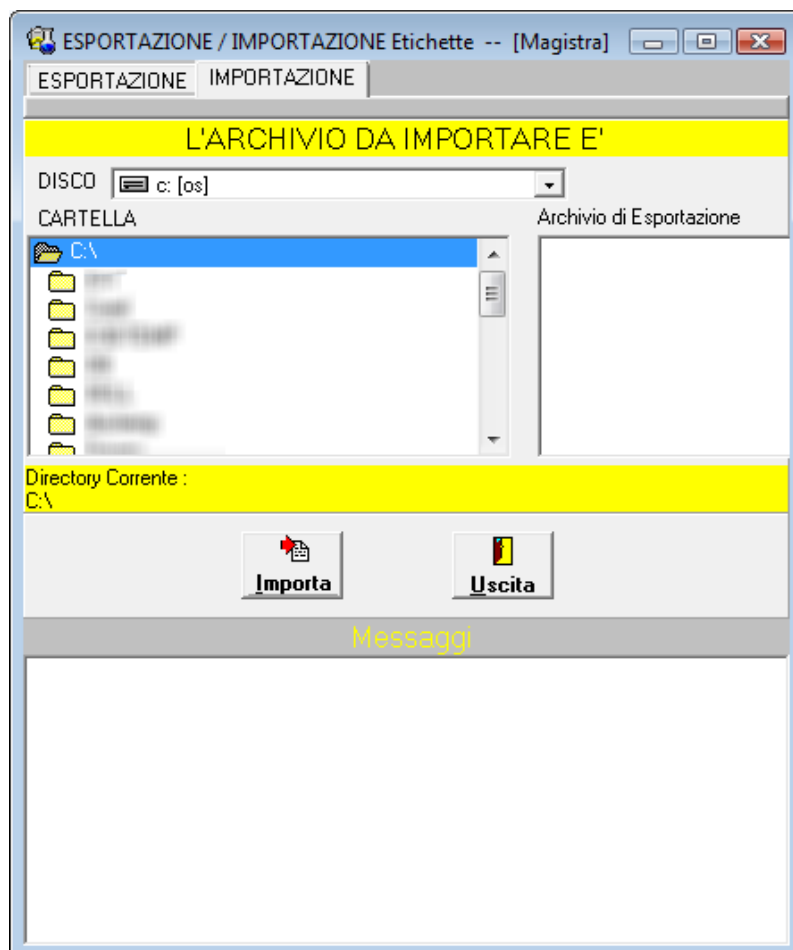 ESPORTAZIONE / IMPORTAZIONE Etichette -- [Magistra]
ESPORTAZIONE IMPORTAZIONE
L'ARCHIVIO DA IMPORTARE E'
DISCO c: [os]
CARTELLA Archivio di Esportazione
C:\
Directory Corrente :
C:\
Importa Uscita
Messaggi